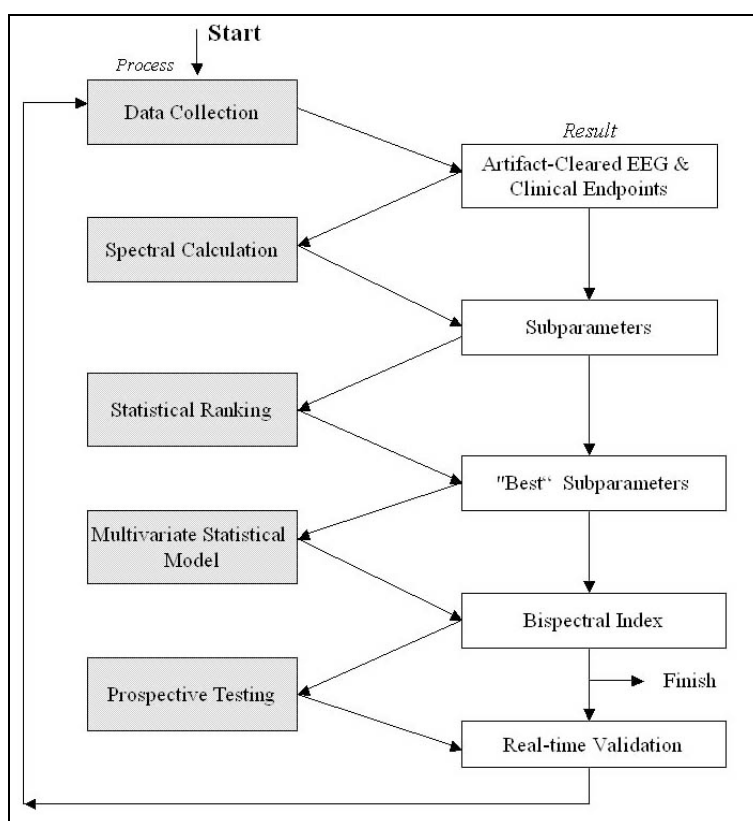 Start
Process
Data Collection
Result
Artifact-Cleared EEG &
Clinical Endpoints
Spectral Calculation
Subparameters
Statistical Ranking
"Best“ Subparameters
Multivariate Statistical
Model
Bispectral Index
Prospective Testing
Finish
Real-time Validation